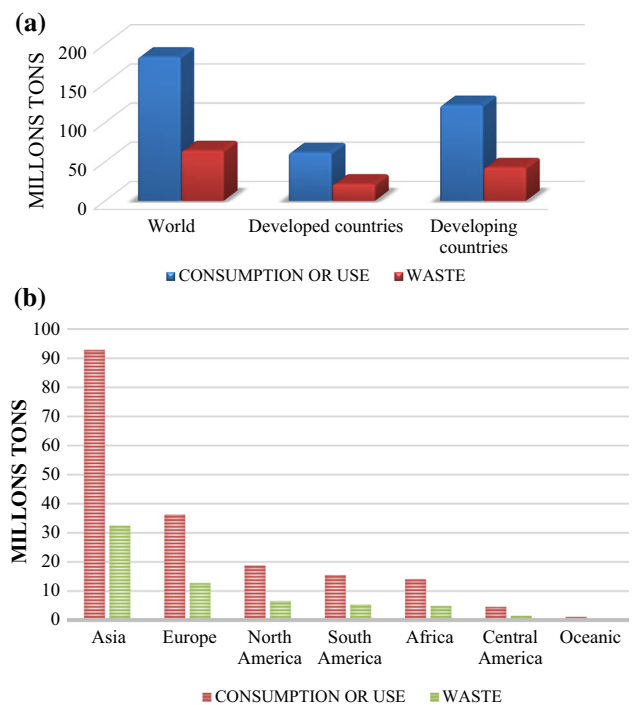 (a)
MILLONS TONS
200
150
100
50
0
World
Developed countries
Developing
countries
CONSUMPTION OR USE
WASTE
(b)
MILLONS TONS
100
90
80
70
60
50
40
30
20
10
0
Asia
Europe
North
America
South
America
Africa
Central
America
Oceanic
CONSUMPTION OR USE
WASTE